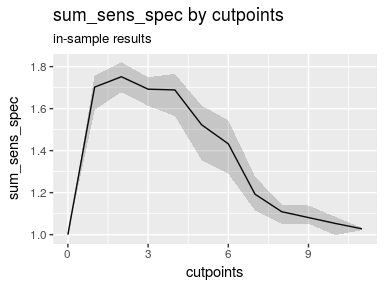 sum_sens_spec by cutpoints
in-sample results
1.8
1.6
1.4
1.2
1.0
sum_sens_spec
0 3 6 9
cutpoints